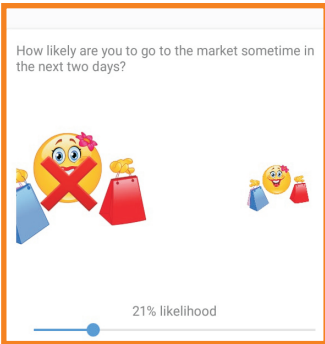 How likely are you to go to the market sometime in
the next two days?
21% likelihood